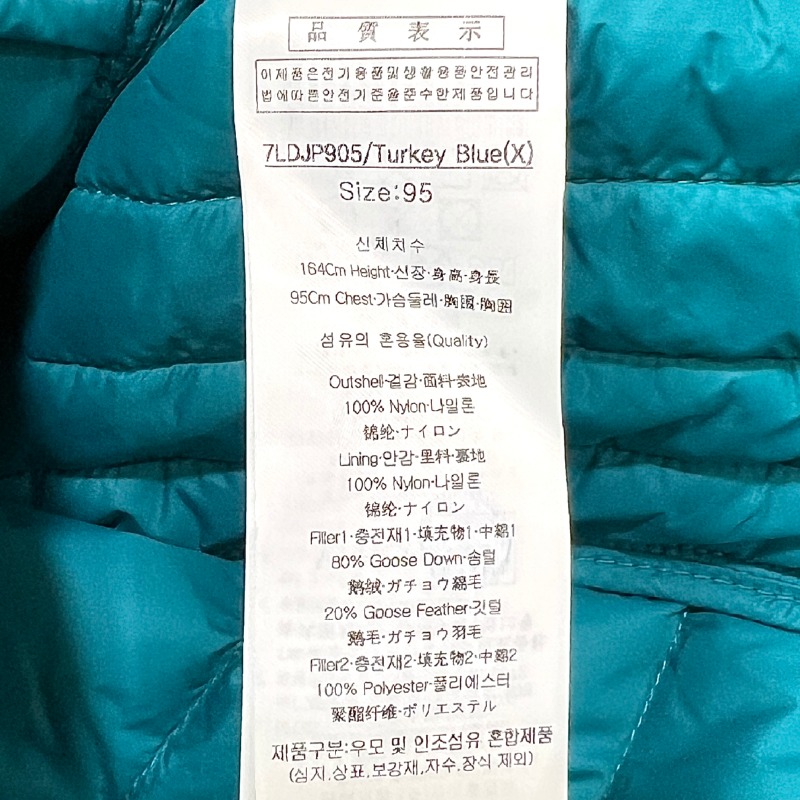 品質表示
이제품은전기용품및생활용품안전관리
법에따른안전기준을준수한제품입니다
7LDJP905/Turkey Blue(X)
Size:95
신체치수
164Cm Height·신장·身高·身長
95Cm Chest·가슴둘레·胸围·胸囲
섬유의 혼용율(Quality)
Outshell·겉감·面料·表地
100% Nylon·나일론
锦纶·ナイロン
Lining·안감·里料·裏地
100% Nylon·나일론
锦纶·ナイロン
Filler1·충전재1·填充物1·中綿1
80% Goose Down·솜털
鹅绒·ガチョウ綿毛
20% Goose Feather·깃털
鹅毛·ガチョウ羽毛
Filler2·충전재2·填充物2·中綿2
100% Polyester·폴리에스터
聚酯纤维·ポリエステル
제품구분:우모 및 인조섬유 혼합제품
(심지,상표,보강재,자수,장식 제외)